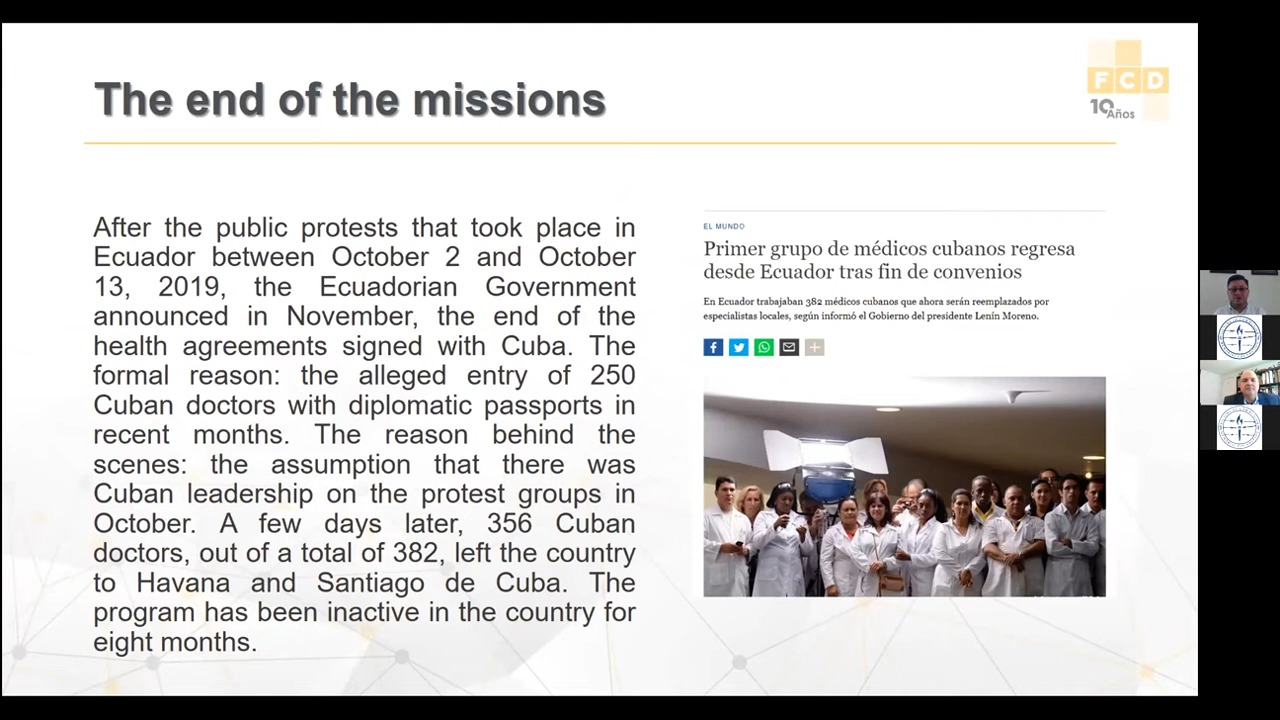 The end of the missions
FCD
10 Años
After the public protests that took place in
Ecuador between October 2 and October
13, 2019, the Ecuadorian Government
announced in November, the end of the
health agreements signed with Cuba. The
formal reason: the alleged entry of 250
Cuban doctors with diplomatic passports in
recent months. The reason behind the
scenes: the assumption that there was
Cuban leadership on the protest groups in
October. A few days later, 356 Cuban
doctors, out of a total of 382, left the country
to Havana and Santiago de Cuba. The
program has been inactive in the country for
eight months.
EL MUNDO
Primer grupo de médicos cubanos regresa
desde Ecuador tras fin de convenios
En Ecuador trabajaban 382 médicos cubanos que ahora serán reemplazados por
especialistas locales, según informó el Gobierno del presidente Lenín Moreno.